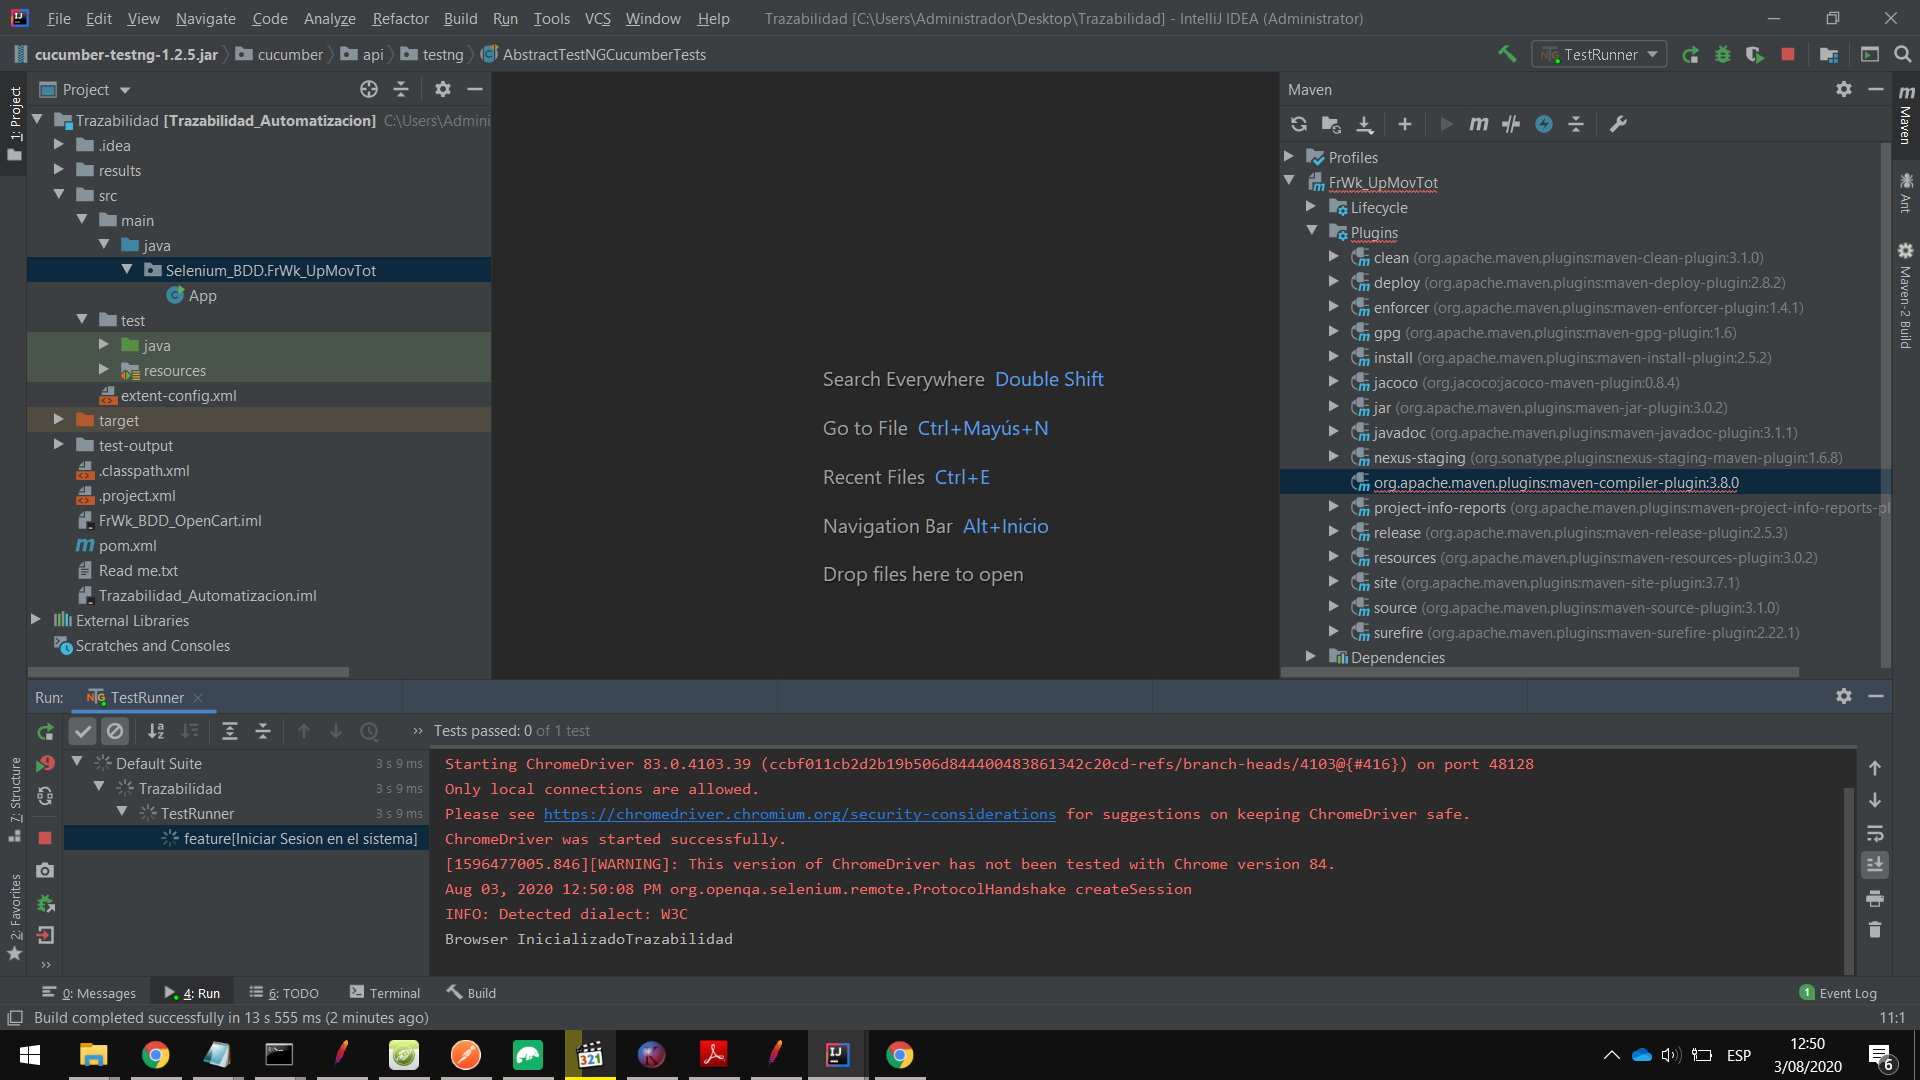 File Edit View Navigate Code Analyze Refactor Build Run Tools VCS Window Help Trazabilidad [C:\Users\Administrador\Desktop\Trazabilidad] - IntelliJ IDEA (Administrator)
cucumber-testng-1.2.5.jar cucumber api testng AbstractTestNGCucumberTests TestRunner
1: Project
Project
Trazabilidad [Trazabilidad_Automatizacion] C:\Users\Admini
.idea
results
src
main
java
Selenium_BDD.FrWk_UpMovTot
App
test
java
resources
extent-config.xml
target
test-output
.classpath.xml
.project.xml
FrWk_BDD_OpenCart.iml
pom.xml
Read me.txt
Trazabilidad_Automatizacion.iml
External Libraries
Scratches and Consoles
Search Everywhere Double Shift
Go to File Ctrl+Mayús+N
Recent Files Ctrl+E
Navigation Bar Alt+Inicio
Drop files here to open
Maven
Profiles
FrWk_UpMovTot
Lifecycle
Plugins
clean (org.apache.maven.plugins:maven-clean-plugin:3.1.0)
deploy (org.apache.maven.plugins:maven-deploy-plugin:2.8.2)
enforcer (org.apache.maven.plugins:maven-enforcer-plugin:1.4.1)
gpg (org.apache.maven.plugins:maven-gpg-plugin:1.6)
install (org.apache.maven.plugins:maven-install-plugin:2.5.2)
jacoco (org.jacoco:jacoco-maven-plugin:0.8.4)
jar (org.apache.maven.plugins:maven-jar-plugin:3.0.2)
javadoc (org.apache.maven.plugins:maven-javadoc-plugin:3.1.1)
nexus-staging (org.sonatype.plugins:nexus-staging-maven-plugin:1.6.8)
org.apache.maven.plugins:maven-compiler-plugin:3.8.0
project-info-reports (org.apache.maven.plugins:maven-project-info-reports-pl
release (org.apache.maven.plugins:maven-release-plugin:2.5.3)
resources (org.apache.maven.plugins:maven-resources-plugin:3.0.2)
site (org.apache.maven.plugins:maven-site-plugin:3.7.1)
source (org.apache.maven.plugins:maven-source-plugin:3.1.0)
surefire (org.apache.maven.plugins:maven-surefire-plugin:2.22.1)
Dependencies
Maven
Ant
Maven-2 Build
Run: TestRunner
Tests passed: 0 of 1 test
Default Suite 3 s 9 ms
Trazabilidad 3 s 9 ms
TestRunner 3 s 9 ms
feature[Iniciar Sesion en el sistema]
7: Structure
2: Favorites
Starting ChromeDriver 83.0.4103.39 (ccbf011cb2d2b19b506d844400483861342c20cd-refs/branch-heads/4103@{#416}) on port 48128
Only local connections are allowed.
Please see https://chromedriver.chromium.org/security-considerations for suggestions on keeping ChromeDriver safe.
ChromeDriver was started successfully.
[1596477005.846][WARNING]: This version of ChromeDriver has not been tested with Chrome version 84.
Aug 03, 2020 12:50:08 PM org.openqa.selenium.remote.ProtocolHandshake createSession
INFO: Detected dialect: W3C
Browser InicializadoTrazabilidad
0: Messages 4: Run 6: TODO Terminal Build 1 Event Log
Build completed successfully in 13 s 555 ms (2 minutes ago) 11:1
321 IJ ESP 12:50
3/08/2020 6